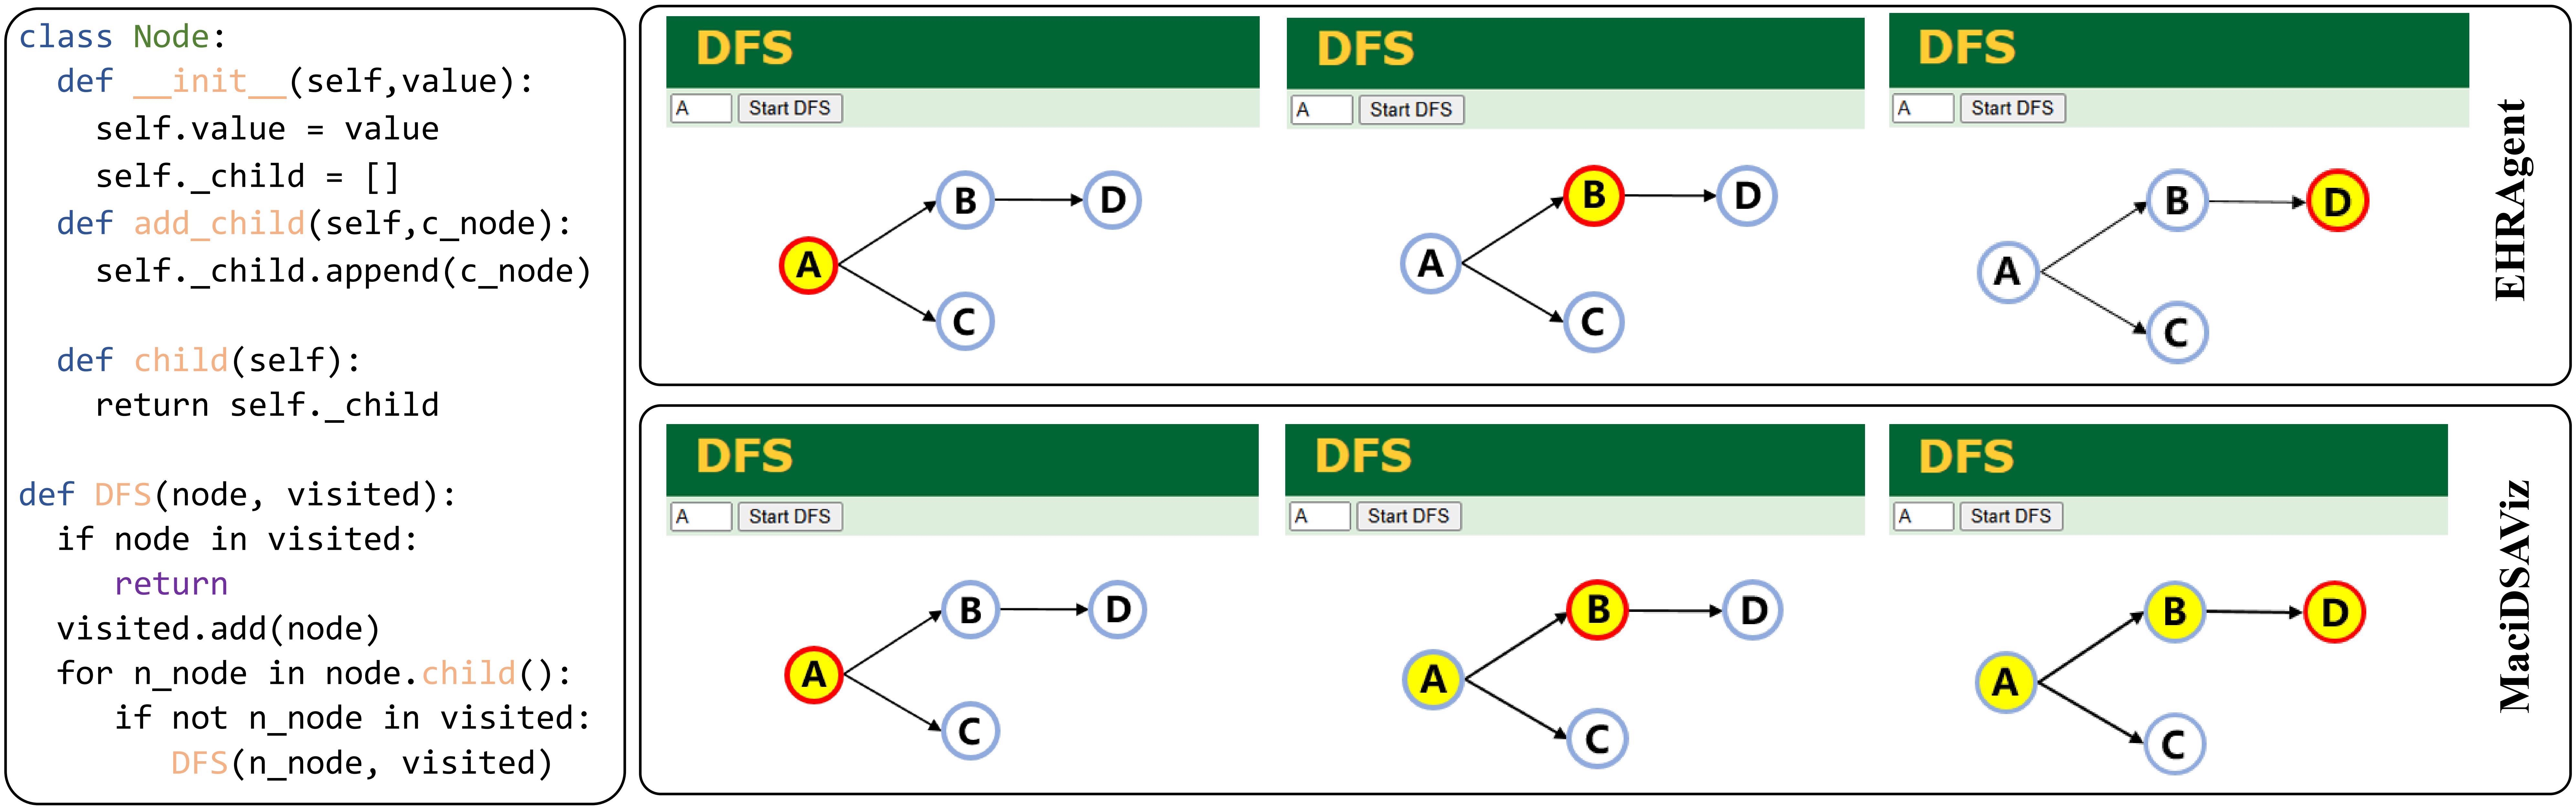 class Node:
  def __init__(self,value):
    self.value = value
    self._child = []
  def add_child(self,c_node):
    self._child.append(c_node)
  def child(self):
    return self._child
def DFS(node, visited):
  if node in visited:
     return
  visited.add(node)
  for n_node in node.child():
     if not n_node in visited:
        DFS(n_node, visited)
DFS
A Start DFS
B D
A
C
DFS
A Start DFS
B D
A
C
DFS
A Start DFS
B D
A
C
EHRAgent
DFS
A Start DFS
B D
A
C
DFS
A Start DFS
B D
A
C
DFS
A Start DFS
B D
A
C
MaciDSAViz